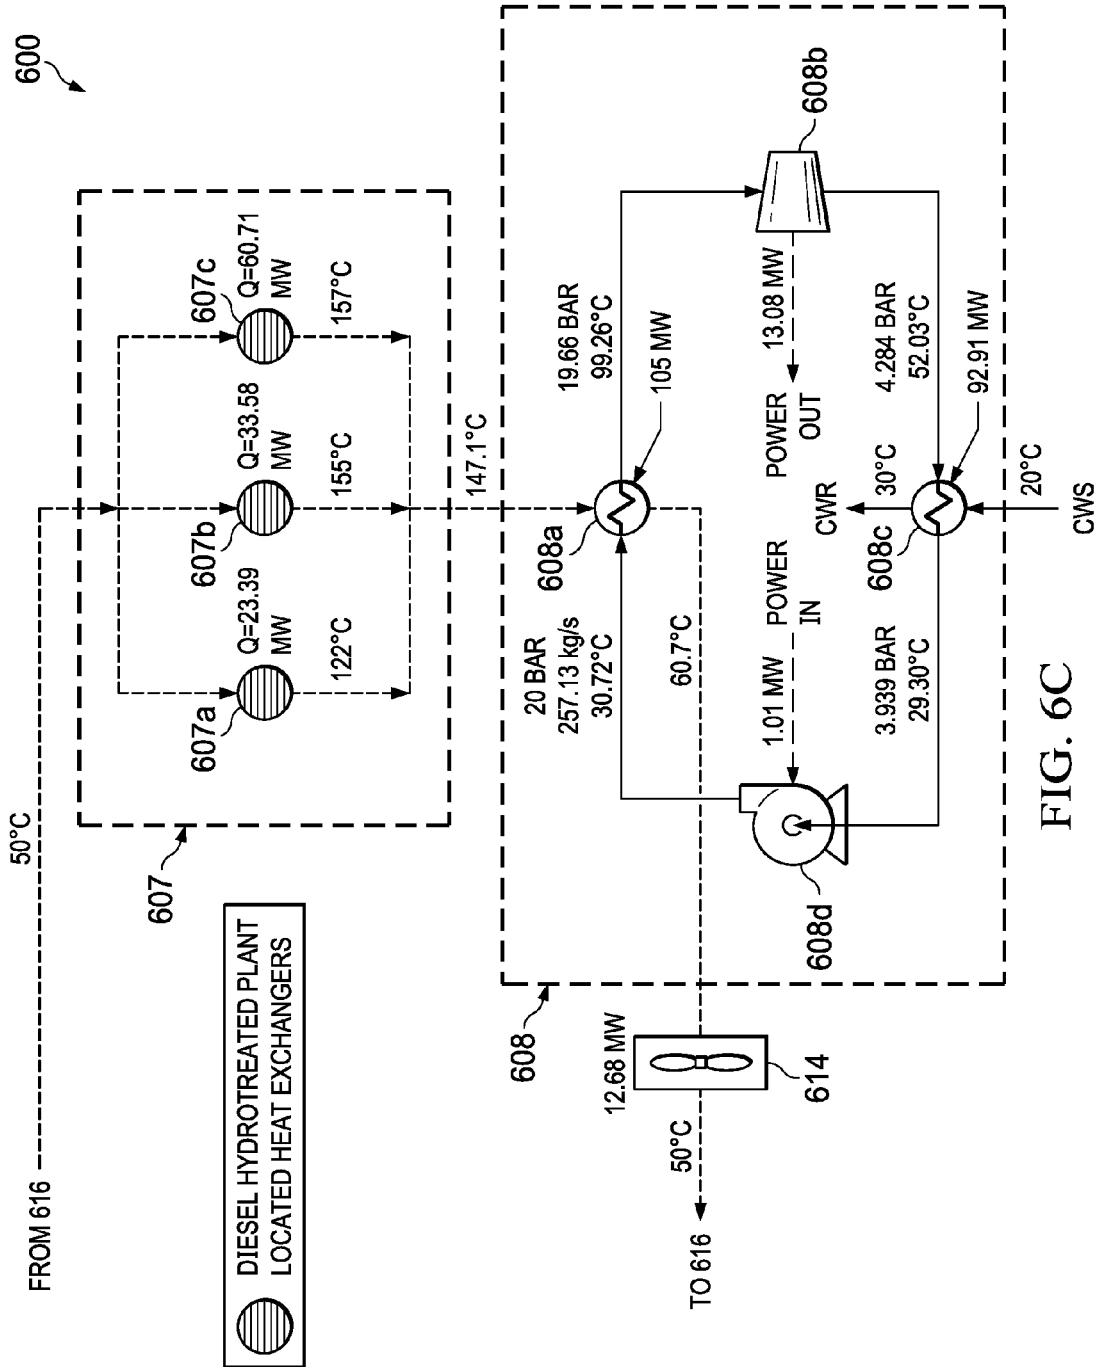 600
FROM 616
50°C
607
607a
Q=23.39
MW
122°C
607b
Q=33.58
MW
155°C
607c
Q=60.71
MW
157°C
147.1°C
DIESEL HYDROTREATED PLANT
LOCATED HEAT EXCHANGERS
608
608a
105 MW
20 BAR
257.13 kg/s
30.72°C
19.66 BAR
99.26°C
60.7°C
12.68 MW
614
50°C
TO 616
1.01 MW
POWER
IN
13.08 MW
POWER
OUT
608b
608d
3.939 BAR
29.30°C
4.284 BAR
52.03°C
CWR
30°C
608c
92.91 MW
20°C
CWS
FIG. 6C